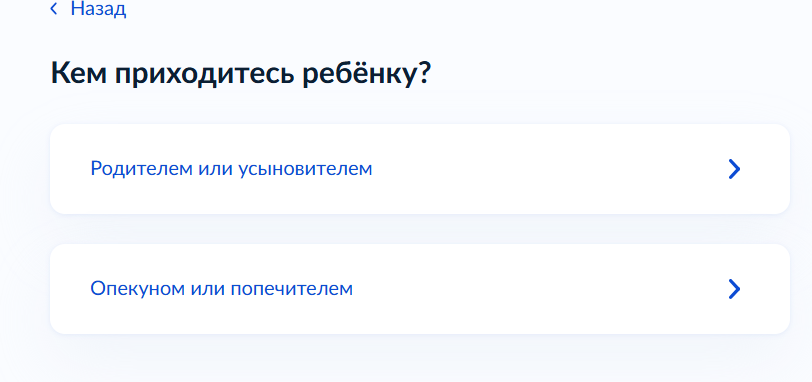 Назад
Кем приходитесь ребёнку?
Родителем или усыновителем
Опекуном или попечителем